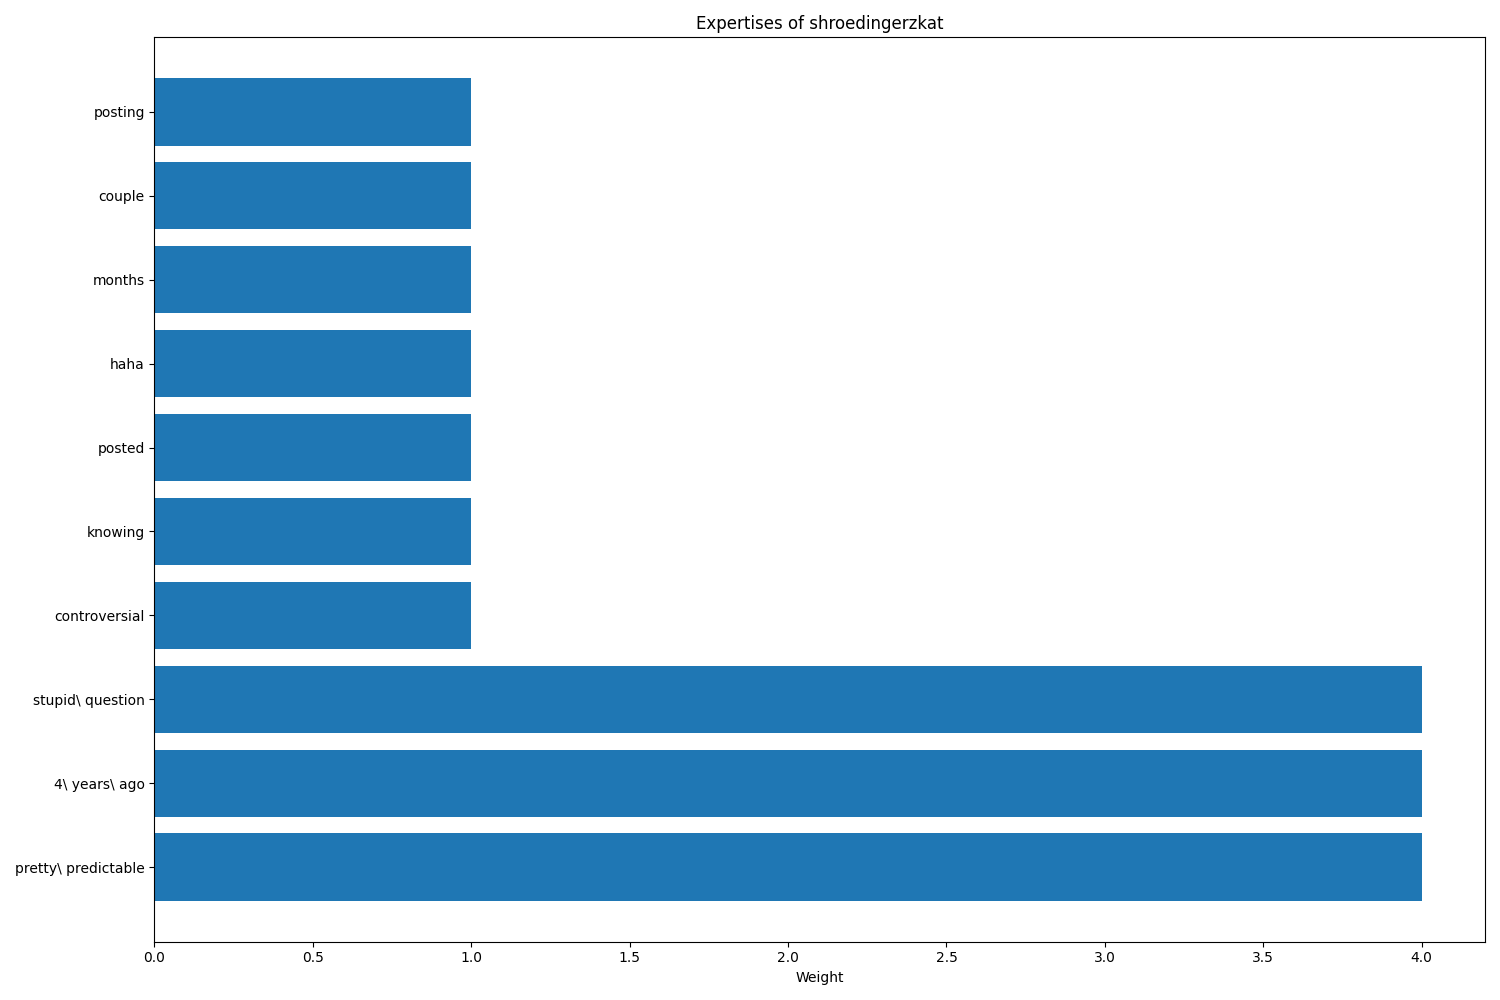 Expertises of shroedingerzkat
posting
couple
months
haha
posted
knowing
controversial
stupid\ question
4\ years\ ago
pretty\ predictable
0.0 0.5 1.0 1.5 2.0 2.5 3.0 3.5 4.0
Weight